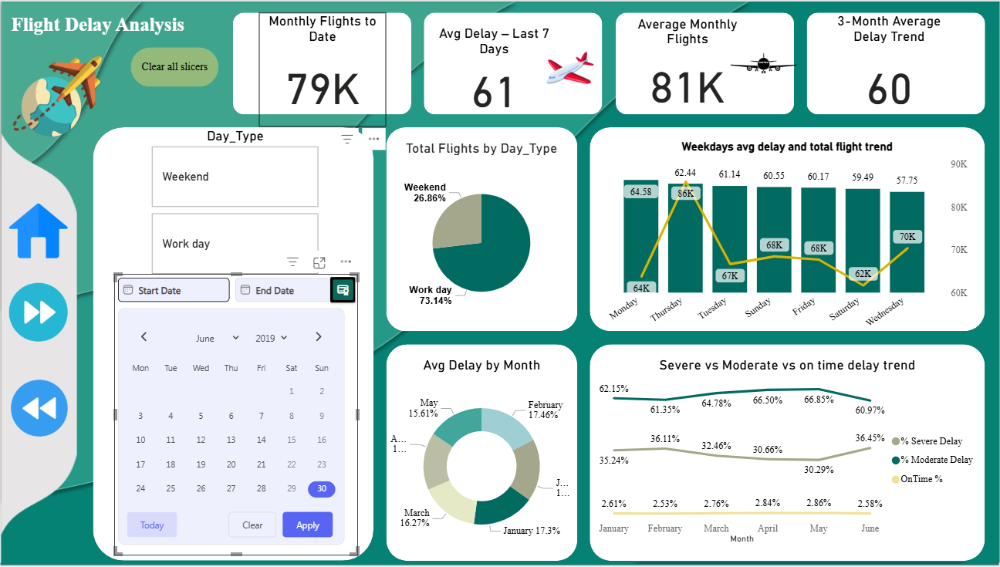 Flight Delay Analysis
Clear all slicers
Monthly Flights to
Date
79K
Avg Delay – Last 7
Days
61
Average Monthly
Flights
81K
3-Month Average
Delay Trend
60
Day_Type
Weekend
Work day
Start Date
End Date
June
2019
Mon Tue Wed Thu Fri Sat Sun
1 2
3 4 5 6 7 8 9
10 11 12 13 14 15 16
17 18 19 20 21 22 23
24 25 26 27 28 29 30
Today
Clear
Apply
Total Flights by Day_Type
Weekend
26.86%
Work day
73.14%
Weekdays avg delay and total flight trend
90K
80K
70K
60K
64.58 62.44 61.14 60.55 60.17 59.49 57.75
64K 86K 67K 68K 68K 62K 70K
Monday Thursday Tuesday Sunday Friday Saturday Wednesday
Avg Delay by Month
May
15.61%
February
17.46%
A...
1...
J...
1...
March
16.27%
January 17.3%
Severe vs Moderate vs on time delay trend
62.15% 61.35% 64.78% 66.50% 66.85% 60.97%
35.24% 36.11% 32.46% 30.66% 30.29% 36.45%
2.61% 2.53% 2.76% 2.84% 2.86% 2.58%
January February March April May June
Month
% Severe Delay
% Moderate Delay
OnTime %